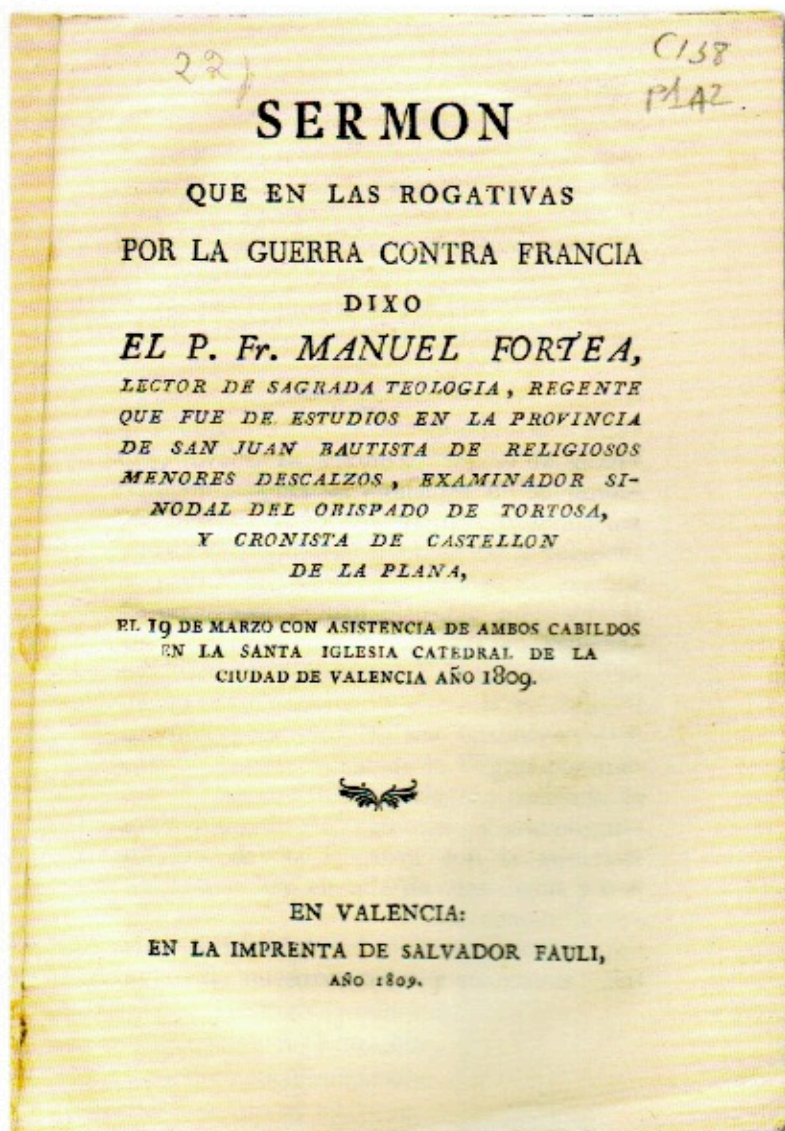 22)
C138
P1A2.
SERMON
QUE EN LAS ROGATIVAS
POR LA GUERRA CONTRA FRANCIA
DIXO
EL P. Fr. MANUEL FORTEA,
LECTOR DE SAGRADA TEOLOGIA, REGENTE
QUE FUE DE ESTUDIOS EN LA PROVINCIA
DE SAN JUAN BAUTISTA DE RELIGIOSOS
MENORES DESCALZOS, EXAMINADOR SI-
NODAL DEL OBISPADO DE TORTOSA,
Y CRONISTA DE CASTELLON
DE LA PLANA,
EL 19 DE MARZO CON ASISTENCIA DE AMBOS CABILDOS
EN LA SANTA IGLESIA CATEDRAL DE LA
CIUDAD DE VALENCIA AÑO 1809.
EN VALENCIA:
EN LA IMPRENTA DE SALVADOR FAULI,
AÑO 1809.